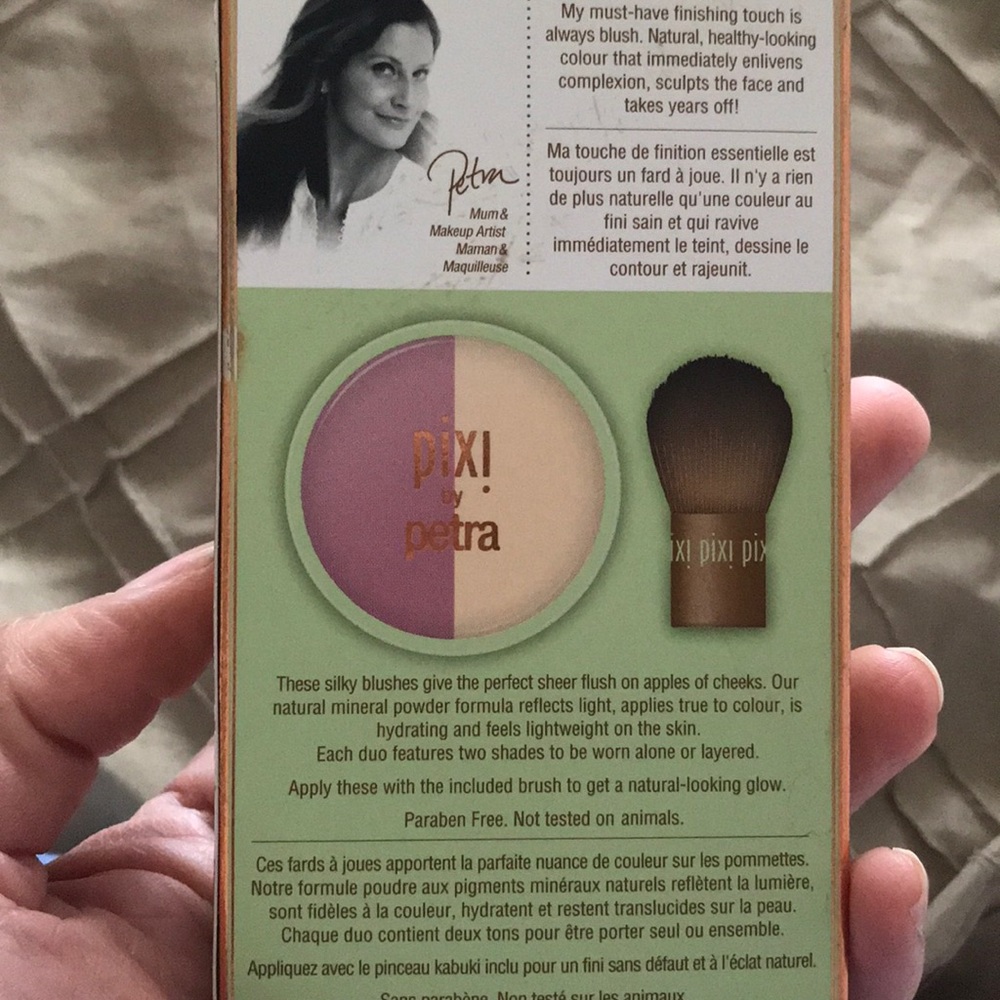 My must-have finishing touch is
always blush. Natural, healthy-looking
colour that immediately enlivens
complexion, sculpts the face and
takes years off!
Ma touche de finition essentielle est
toujours un fard à joue. Il n'y a rien
de plus naturelle qu'une couleur au
fini sain et qui ravive
immédiatement le teint, dessine le
contour et rajeunit.
Petra
Mum &
Makeup Artist
Maman &
Maquilleuse
pixi
by
petra
ixi pixi pix
These silky blushes give the perfect sheer flush on apples of cheeks. Our
natural mineral powder formula reflects light, applies true to colour, is
hydrating and feels lightweight on the skin.
Each duo features two shades to be worn alone or layered.
Apply these with the included brush to get a natural-looking glow.
Paraben Free. Not tested on animals.
Ces fards à joues apportent la parfaite nuance de couleur sur les pommettes.
Notre formule poudre aux pigments minéraux naturels reflètent la lumière,
sont fidèles à la couleur, hydratent et restent translucides sur la peau.
Chaque duo contient deux tons pour être porter seul ou ensemble.
Appliquez avec le pinceau kabuki inclu pour un fini sans défaut et à l'éclat naturel.
Sans parabène. Non testé sur les animaux